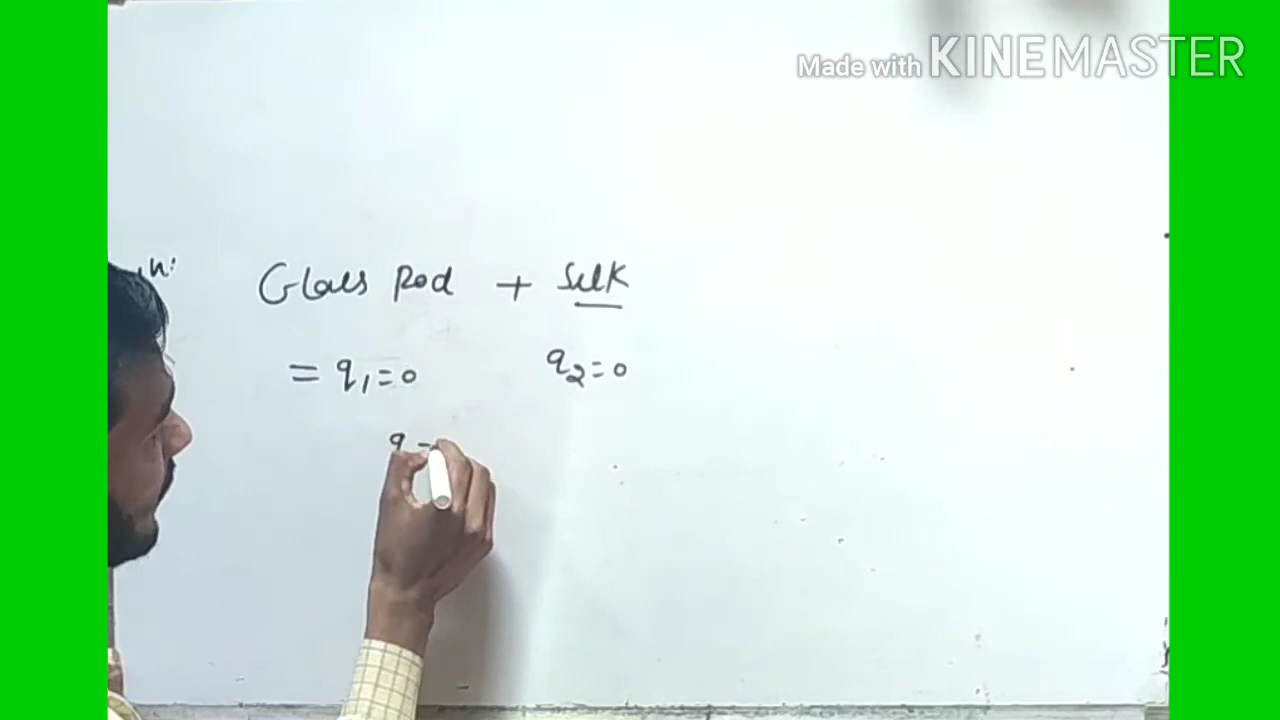 Made with KINEMASTER
Glass Rod + Silk
= q₁=0 q₂=0
q =